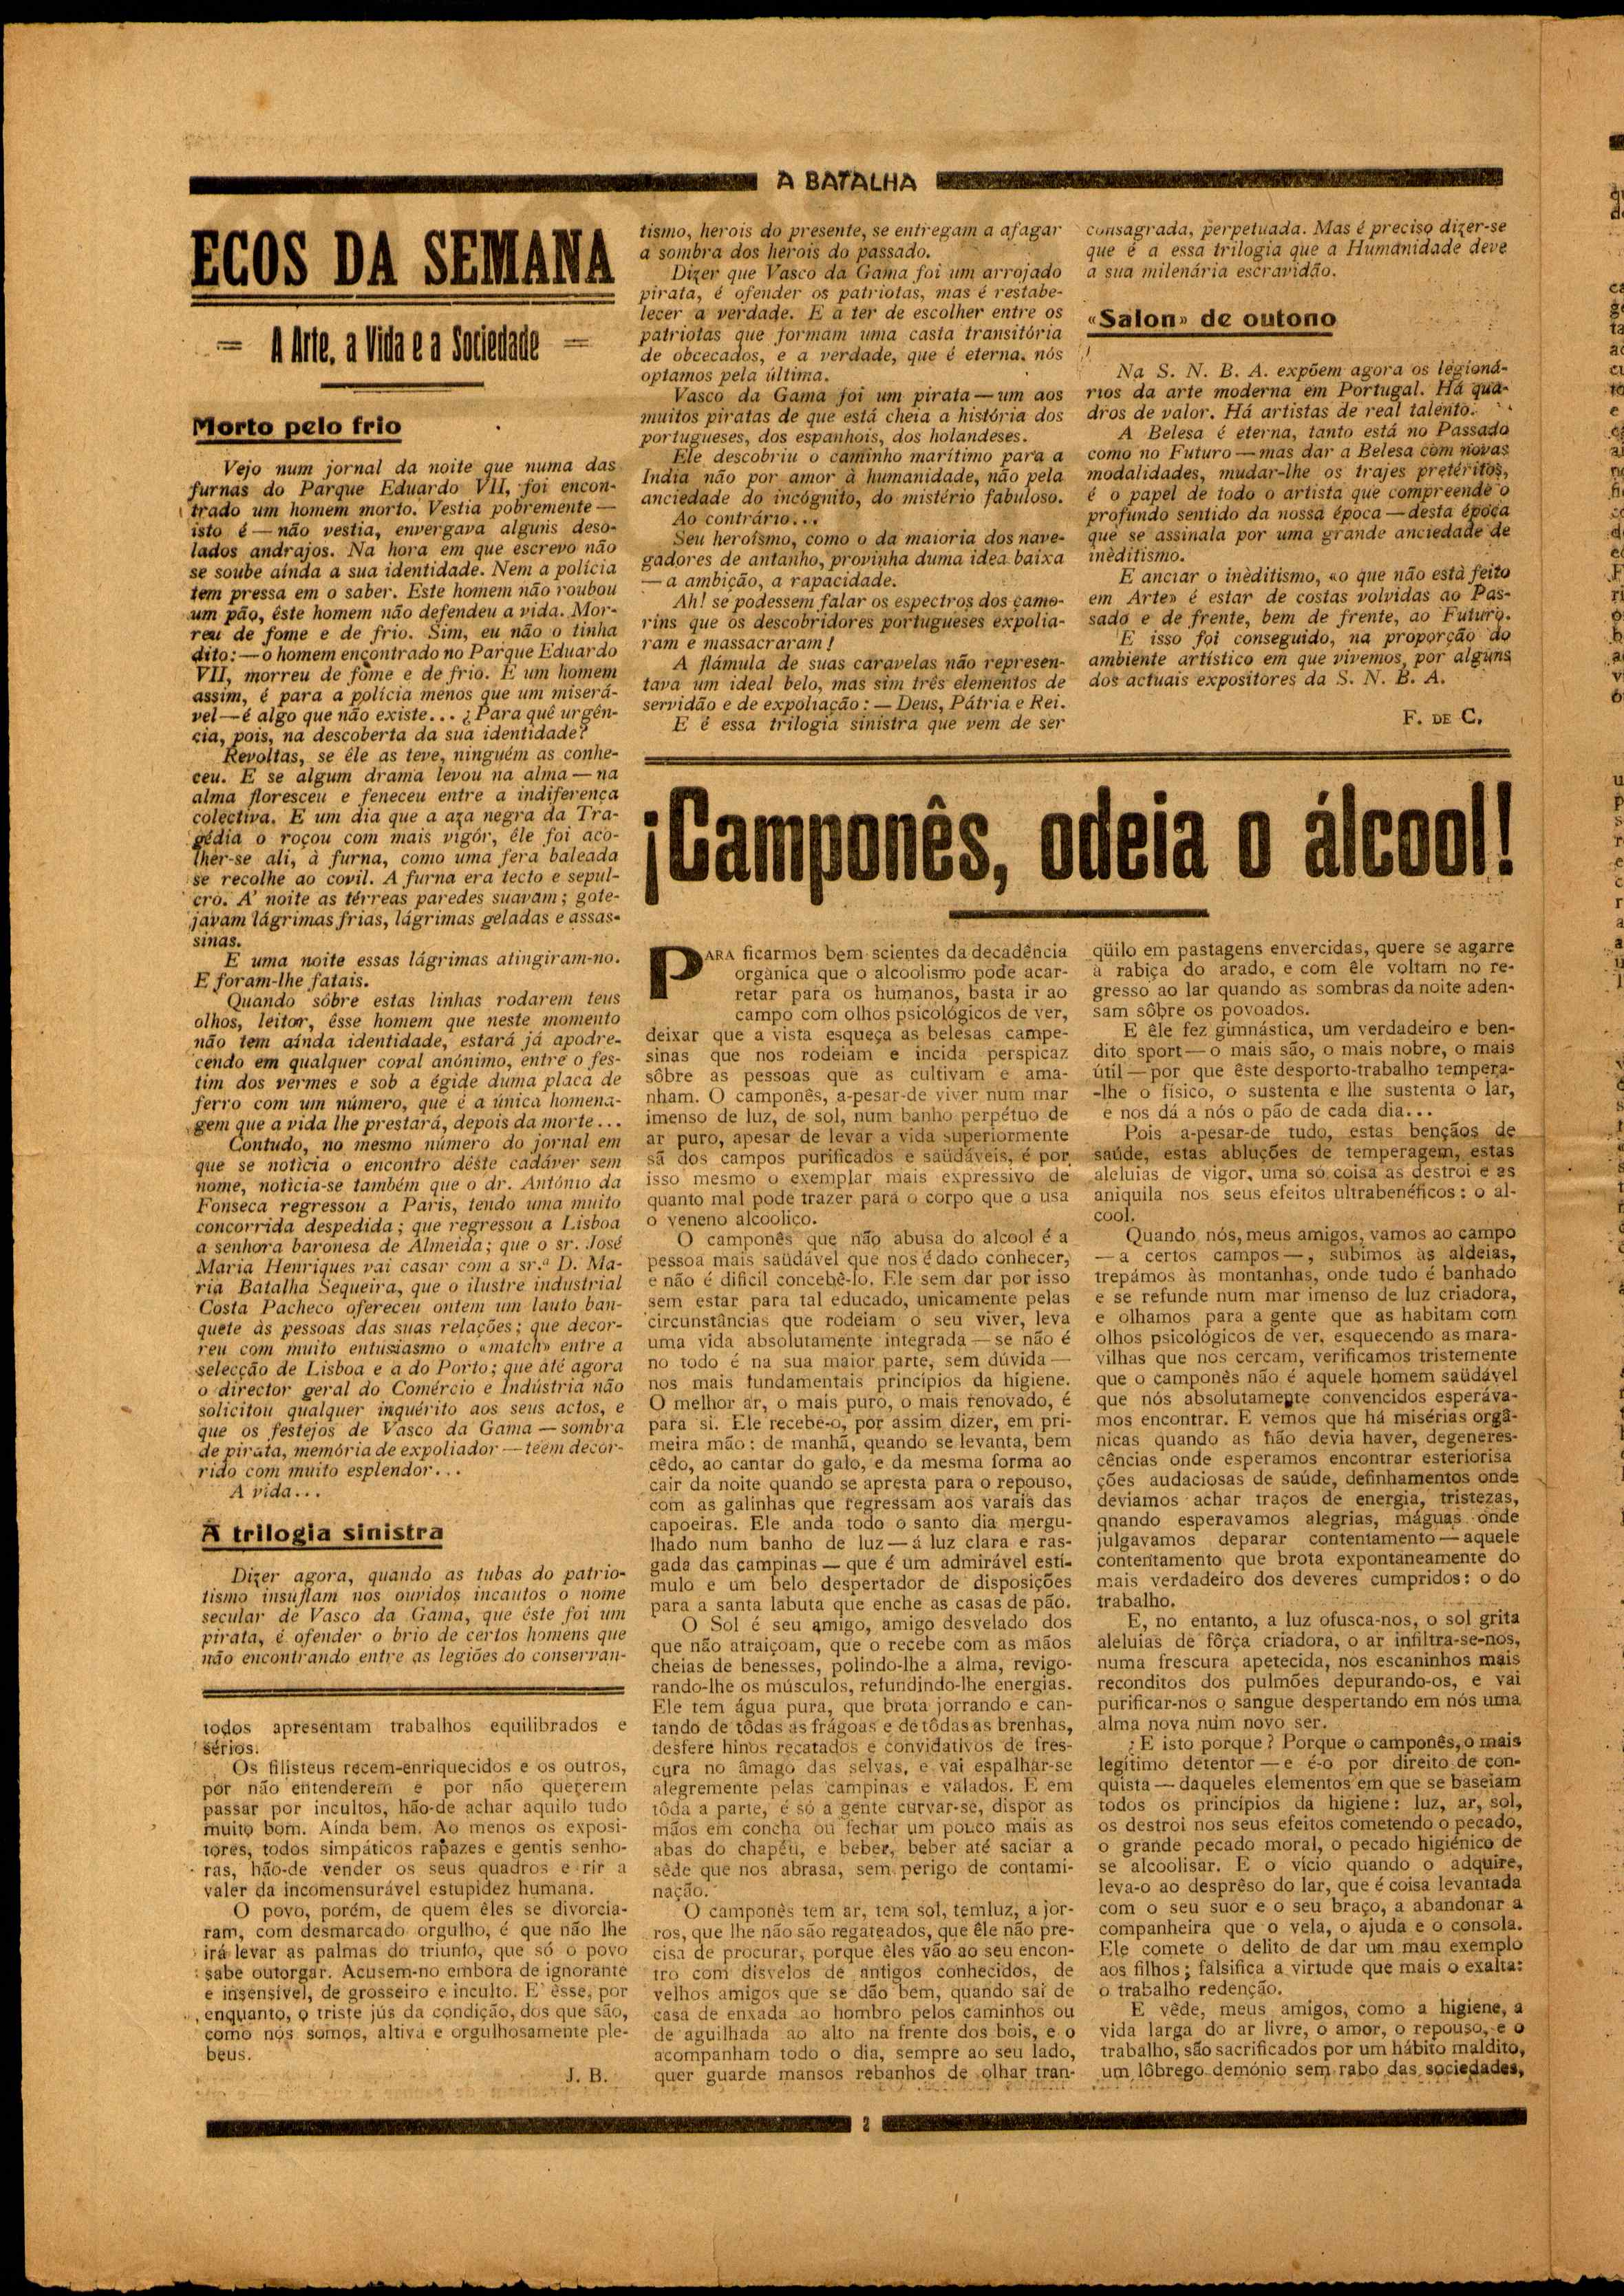 A BATALHA
ECOS DA SEMANA
A Arte, a Vida e a Sociedade
Morto pelo frio
Vejo num jornal da noite que numa das
furnas do Parque Eduardo VII, foi encon-
trado um homem morto. Vestia pobremente —
isto é — não vestia, envergava alguns deso-
lados andrajos. Na hora em que escrevo não
se soube aínda a sua identidade. Nem a polícia
tem pressa em o saber. Este homem não roubou
um pão, êste homem não defendeu a vida. Mor-
reu de fome e de frio. Sim, eu não o tinha
dito: — o homem encontrado no Parque Eduardo
VII, morreu de fome e de frio. E um homem
assim, é para a polícia menos que um miserá-
vel — é algo que não existe... ¿Para quê urgên-
cia, pois, na descoberta da sua identidade?
Revoltas, se êle as teve, ninguém as conhe-
ceu. E se algum drama levou na alma — na
alma floresceu e feneceu entre a indiferença
colectiva. E um dia que a aza negra da Tra-
gédia o roçou com mais vigór, êle foi aco-
lher-se ali, à furna, como uma fera baleada
se recolhe ao covil. A furna era tecto e sepul-
cro. A' noite as térreas paredes suavam; gote-
javam lágrimas frias, lágrimas geladas e assas-
sinas.
E uma noite essas lágrimas atingiram-no.
E foram-lhe fatais.
Quando sôbre estas linhas rodarem teus
olhos, leitor, êsse homem que neste momento
não tem aínda identidade, estará já apodre-
cendo em qualquer coval anónimo, entre o fes-
tim dos vermes e sob a égide duma placa de
ferro com um número, que é a única homena-
gem que a vida lhe prestará, depois da morte...
Contudo, no mesmo número do jornal em
que se noticia o encontro dêste cadáver sem
nome, noticia-se também que o dr. António da
Fonseca regressou a Paris, tendo uma muito
concorrida despedida; que regressou a Lisboa
a senhora baronesa de Almeida; que o sr. José
Maria Henriques vai casar com a sr.ª D. Ma-
ria Batalha Sequeira, que o ilustre industrial
Costa Pacheco ofereceu ontem um lauto ban-
quete às pessoas das suas relações; que decor-
reu com muito entusiasmo o «match» entre a
selecção de Lisboa e a do Porto; que até agora
o director geral do Comércio e Indústria não
solicitou qualquer inquérito aos seus actos, e
que os festejos de Vasco da Gama — sombra
de pirata, memória de expoliador — teem decor-
rido com muito esplendor...
A vida...
A trilogia sinistra
Dizer agora, quando as tubas do patrio-
tismo insuflam nos ouvidos incautos o nome
secular de Vasco da Gama, que êste foi um
pirata, é ofender o brio de certos homens que
não encontrando entre as legiões do conservan-
tismo, herois do presente, se entregam a afagar
a sombra dos herois do passado.
Dizer que Vasco da Gama foi um arrojado
pirata, é ofender os patriotas, mas é restabe-
lecer a verdade. E a ter de escolher entre os
patriotas que formam uma casta transitória
de obcecados, e a verdade, que é eterna, nós
optamos pela última.
Vasco da Gama foi um pirata — um aos
muitos piratas de que está cheia a história dos
portugueses, dos espanhois, dos holandeses.
Ele descobriu o caminho marítimo para a
India não por amor à humanidade, não pela
anciedade do incógnito, do mistério fabuloso.
Ao contrário...
Seu heroísmo, como o da maioria dos nave-
gadores de antanho, provinha duma idea baixa
— a ambição, a rapacidade.
Ah! se podessem falar os espectros dos camo-
rins que os descobridores portugueses expolia-
ram e massacraram!
A flámula de suas caravelas não represen-
tava um ideal belo, mas sim três elementos de
servidão e de expoliação: — Deus, Pátria e Rei.
E é essa trilogia sinistra que vem de ser
consagrada, perpetuada. Mas é preciso dizer-se
que é a essa trilogia que a Humanidade deve
a sua milenária escravidão.
«Salon» de outono
Na S. N. B. A. expõem agora os legioná-
rios da arte moderna em Portugal. Há qua-
dros de valor. Há artistas de real talento.
A Belesa é eterna, tanto está no Passado
como no Futuro — mas dar a Belesa com novas
modalidades, mudar-lhe os trajes pretéritos,
é o papel de todo o artista que compreende o
profundo sentido da nossa época — desta época
que se assinala por uma grande anciedade de
inèditismo.
E anciar o inèditismo, «o que não està feito
em Arte» é estar de costas volvidas ao Pas-
sado e de frente, bem de frente, ao Futuro.
E isso foi conseguido, na proporção do
ambiente artístico em que vivemos, por alguns
dos actuais expositores da S. N. B. A.
F. DE C.
todos apresentam trabalhos equilibrados e
sérios.
Os filisteus recem-enriquecidos e os outros,
por não entenderem e por não quererem
passar por incultos, hão-de achar aquilo tudo
muito bom. Ainda bem. Ao menos os exposi-
tores, todos simpáticos rapazes e gentis senho-
ras, hão-de vender os seus quadros e rir a
valer da incomensurável estupidez humana.
O povo, porém, de quem êles se divorcia-
ram, com desmarcado orgulho, é que não lhe
irá levar as palmas do triunfo, que só o povo
sabe outorgar. Acusem-no embora de ignorante
e insensível, de grosseiro e inculto. E' êsse, por
enquanto, o triste jús da condição, dos que são,
como nós somos, altiva e orgulhosamente ple-
beus.
J. B.
¡Camponês, odeia o álcool!
PARA ficarmos bem scientes da decadência
orgânica que o alcoolismo pode acar-
retar para os humanos, basta ir ao
campo com olhos psicológicos de ver,
deixar que a vista esqueça as belesas campe-
sinas que nos rodeiam e incida perspicaz
sôbre as pessoas que as cultivam e ama-
nham. O camponês, a-pesar-de viver num mar
imenso de luz, de sol, num banho perpétuo de
ar puro, apesar de levar a vida superiormente
sã dos campos purificados e saüdáveis, é por
isso mesmo o exemplar mais expressivo de
quanto mal pode trazer para o corpo que o usa
o veneno alcoolico.
O camponês que não abusa do alcool é a
pessoa mais saüdável que nos é dado conhecer,
e não é dificil concebê-lo. Ele sem dar por isso
sem estar para tal educado, unicamente pelas
circunstâncias que rodeiam o seu viver, leva
uma vida absolutamente integrada — se não é
no todo é na sua maior parte, sem dúvida —
nos mais fundamentais princípios da higiene.
O melhor ar, o mais puro, o mais renovado, é
para si. Ele recebe-o, por assim dizer, em pri-
meira mão: de manhã, quando se levanta, bem
cêdo, ao cantar do galo, e da mesma forma ao
cair da noite quando se apresta para o repouso,
com as galinhas que regressam aos varais das
capoeiras. Ele anda todo o santo dia mergu-
lhado num banho de luz — á luz clara e ras-
gada das campinas — que é um admirável estí-
mulo e um belo despertador de disposições
para a santa labuta que enche as casas de pão.
O Sol é seu amigo, amigo desvelado dos
que não atraiçoam, que o recebe com as mãos
cheias de benesses, polindo-lhe a alma, revigo-
rando-lhe os músculos, refundindo-lhe energias.
Ele tem água pura, que brota jorrando e can-
tando de tôdas as frágoas e de tôdas as brenhas,
desfere hinos recatados e convidativos de fres-
cura no âmago das selvas, e vai espalhar-se
alegremente pelas campinas e valados. E em
tôda a parte, é só a gente curvar-se, dispor as
mãos em concha ou fechar um pouco mais as
abas do chapéu, e beber, beber até saciar a
sêde que nos abrasa, sem perigo de contami-
nação.
O camponês tem ar, tem sol, tem luz, a jor-
ros, que lhe não são regateados, que êle não pre-
cisa de procurar, porque êles vão ao seu encon-
tro com disvelos de antigos conhecidos, de
velhos amigos que se dão bem, quando sai de
casa de enxada ao hombro pelos caminhos ou
de aguilhada ao alto na frente dos bois, e o
acompanham todo o dia, sempre ao seu lado,
quer guarde mansos rebanhos de olhar tran-
qüilo em pastagens envercidas, quere se agarre
à rabiça do arado, e com êle voltam no re-
gresso ao lar quando as sombras da noite aden-
sam sôbre os povoados.
E êle fez gimnástica, um verdadeiro e ben-
dito sport — o mais são, o mais nobre, o mais
útil — por que êste desporto-trabalho tempera-
-lhe o físico, o sustenta e lhe sustenta o lar,
e nos dá a nós o pão de cada dia...
Pois a-pesar-de tudo, estas bençãos de
saúde, estas abluções de temperagem, estas
aleluias de vigor, uma só coisa as destroi e as
aniquila nos seus efeitos ultrabenéficos: o al-
cool.
Quando nós, meus amigos, vamos ao campo
— a certos campos —, subimos às aldeias,
trepámos às montanhas, onde tudo é banhado
e se refunde num mar imenso de luz criadora,
e olhamos para a gente que as habitam com
olhos psicológicos de ver, esquecendo as mara-
vilhas que nos cercam, verificamos tristemente
que o camponês não é aquele homem saüdável
que nós absolutamente convencidos esperáva-
mos encontrar. E vemos que há misérias orgâ-
nicas quando as não devia haver, degeneres-
cências onde esperamos encontrar esteriorisa
ções audaciosas de saúde, definhamentos onde
deviamos achar traços de energia, tristezas,
qnando esperavamos alegrias, máguas onde
julgavamos deparar contentamento — aquele
contentamento que brota expontaneamente do
mais verdadeiro dos deveres cumpridos: o do
trabalho.
E, no entanto, a luz ofusca-nos, o sol grita
aleluias de fôrça criadora, o ar infiltra-se-nos,
numa frescura apetecida, nos escaninhos mais
reconditos dos pulmões depurando-os, e vai
purificar-nos o sangue despertando em nós uma
alma nova num novo ser.
¿E isto porque? Porque o camponês, o mais
legítimo detentor — e é-o por direito de con-
quista — daqueles elementos em que se baseiam
todos os princípios da higiene: luz, ar, sol,
os destroi nos seus efeitos cometendo o pecado,
o grande pecado moral, o pecado higiénico de
se alcoolisar. E o vício quando o adquire,
leva-o ao desprêso do lar, que é coisa levantada
com o seu suor e o seu braço, a abandonar a
companheira que o vela, o ajuda e o consola.
Ele comete o delito de dar um mau exemplo
aos filhos; falsifica a virtude que mais o exalta:
o trabalho redenção.
E vêde, meus amigos, como a higiene, a
vida larga do ar livre, o amor, o repouso, e o
trabalho, são sacrificados por um hábito maldito,
um lôbrego demónio sem rabo das sociedades,
2